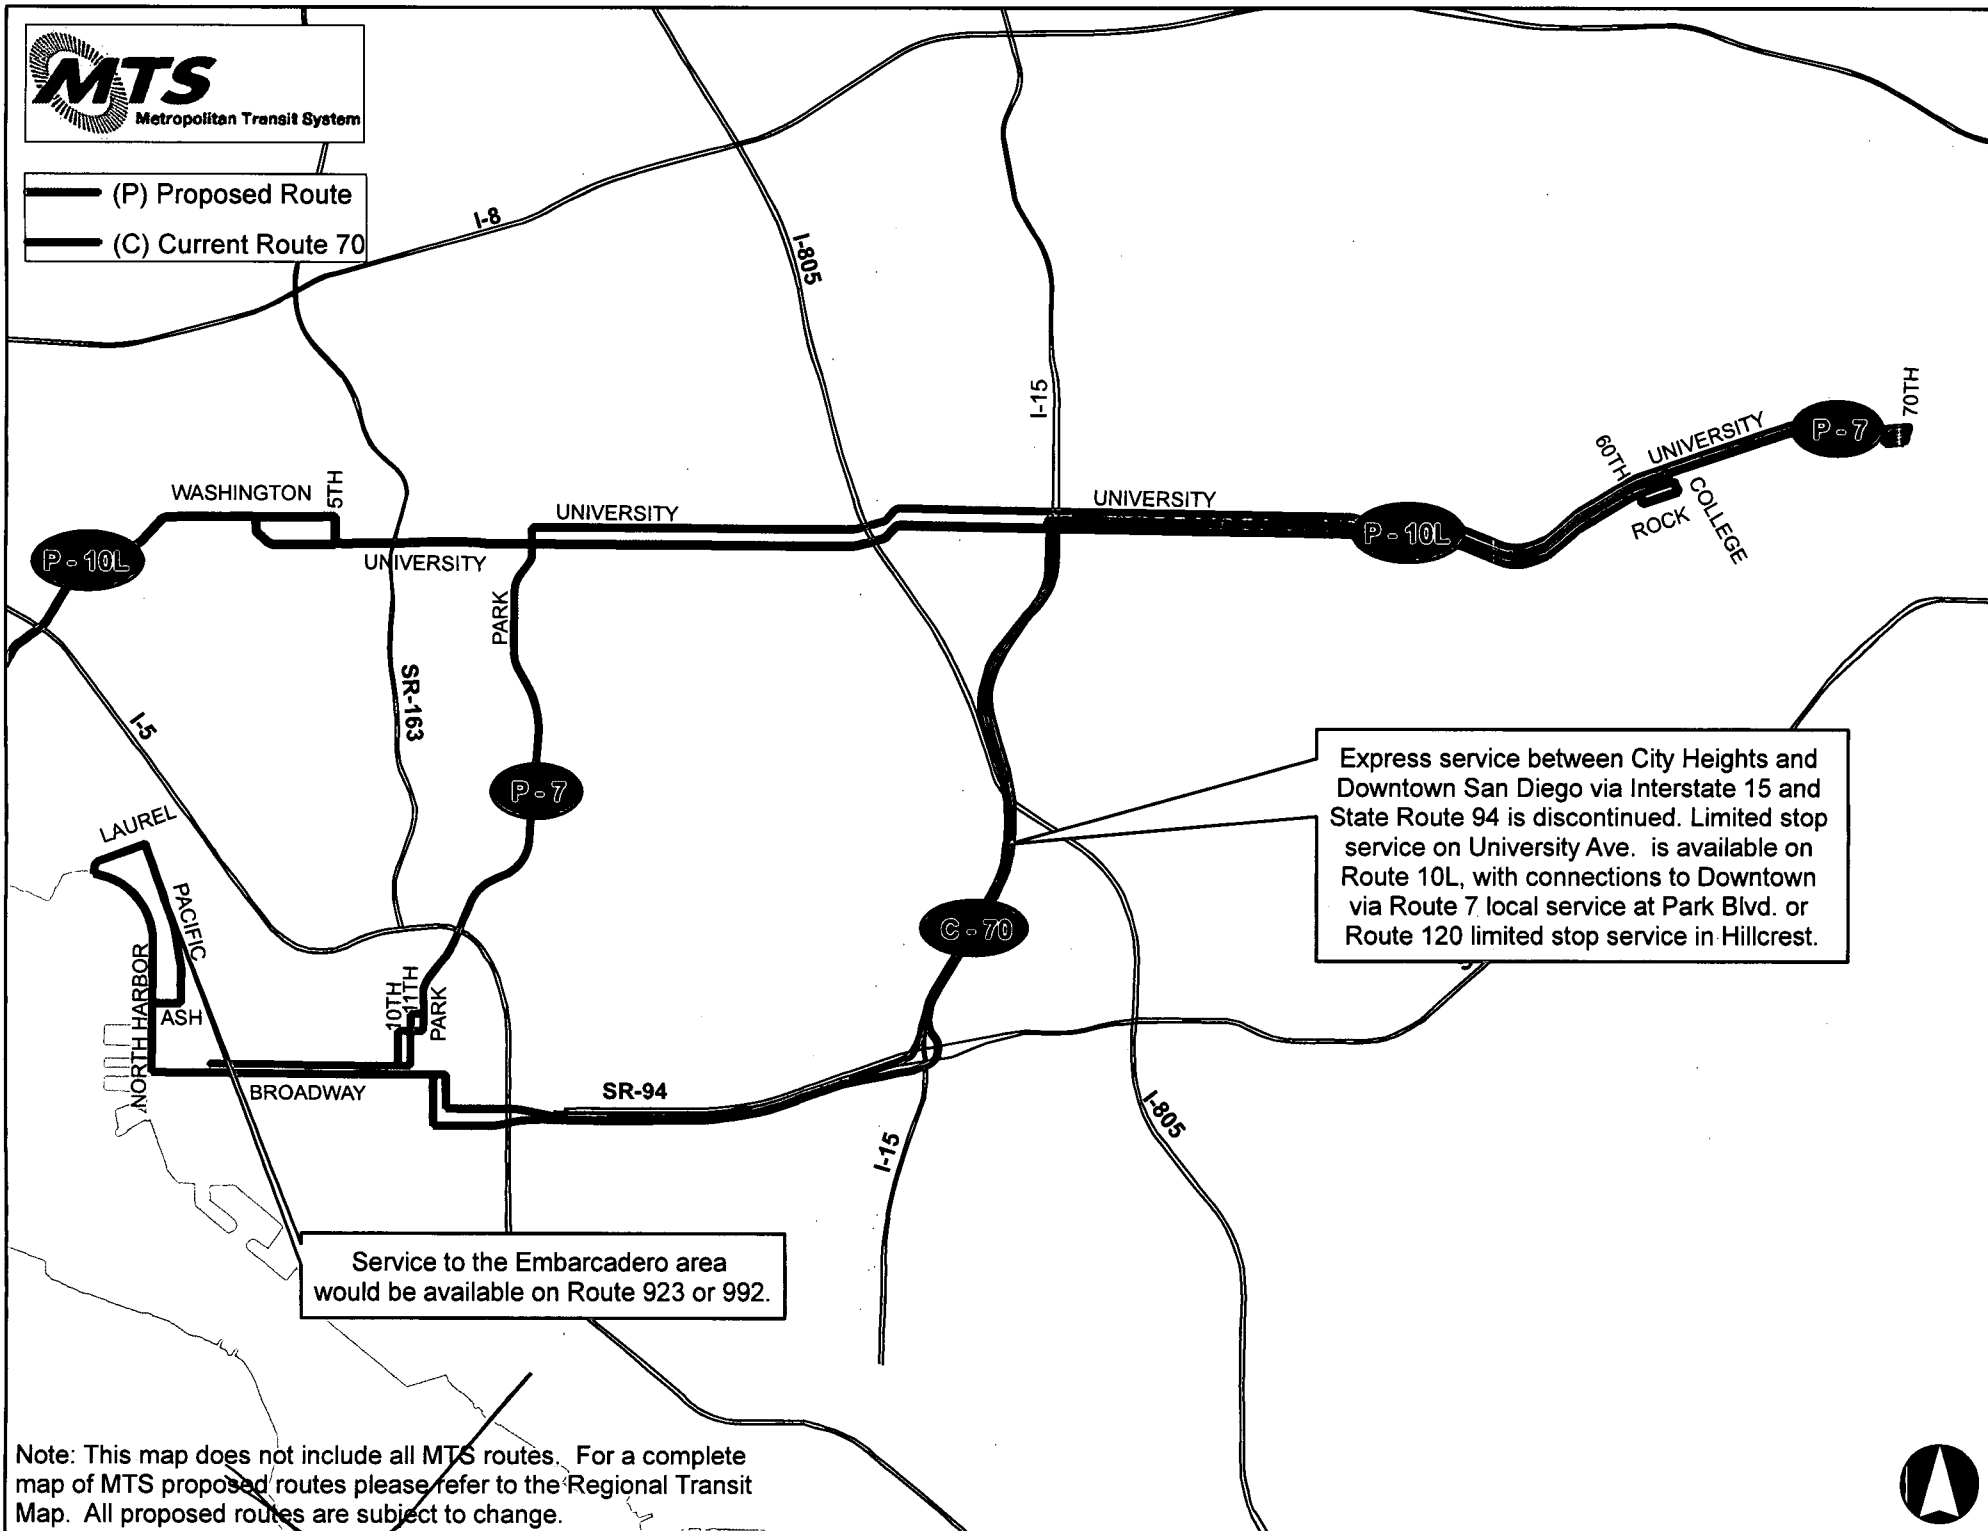 MTS
Metropolitan Transit System
(P) Proposed Route
(C) Current Route 70
I-8
I-805
I-15
70TH
P - 7
UNIVERSITY
60TH
COLLEGE
ROCK
WASHINGTON
5TH
UNIVERSITY
UNIVERSITY
P - 10L
P - 10L
UNIVERSITY
PARK
SR-163
I-5
P - 7
LAUREL
PACIFIC
NORTH HARBOR
ASH
10TH
11TH
PARK
BROADWAY
C - 70
SR-94
I-15
I-805
Express service between City Heights and
Downtown San Diego via Interstate 15 and
State Route 94 is discontinued. Limited stop
service on University Ave. is available on
Route 10L, with connections to Downtown
via Route 7 local service at Park Blvd. or
Route 120 limited stop service in Hillcrest.
Service to the Embarcadero area
would be available on Route 923 or 992.
Note: This map does not include all MTS routes. For a complete
map of MTS proposed routes please refer to the Regional Transit
Map. All proposed routes are subject to change.